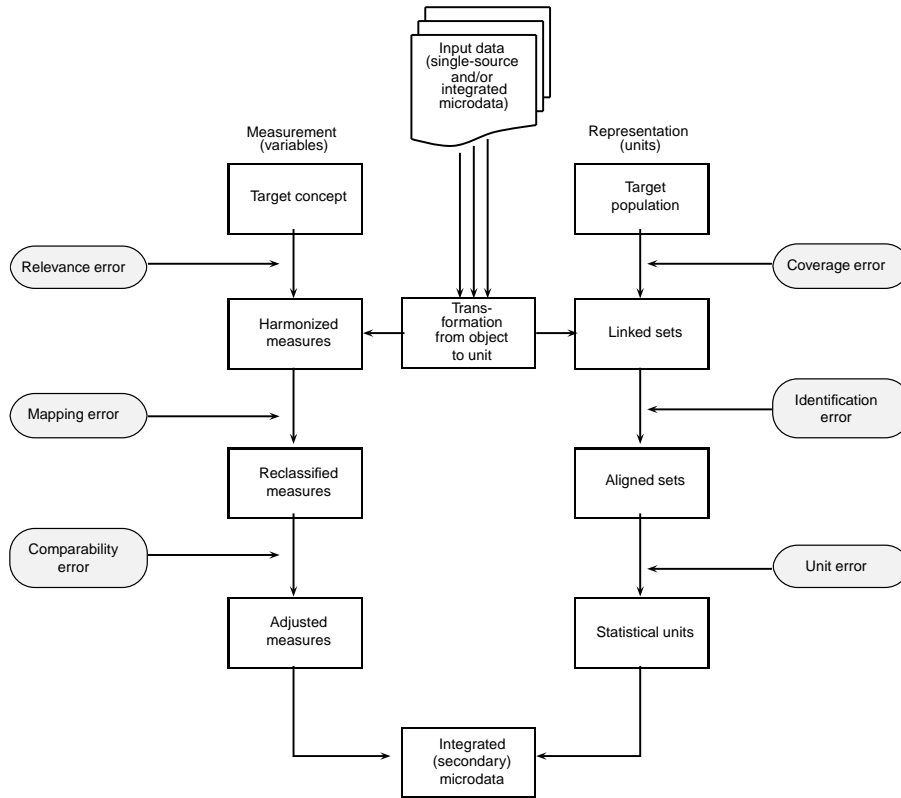 Input data
(single-source
and/or
integrated
microdata)
Measurement
(variables)
Representation
(units)
Target concept
Target
population
Relevance error
Coverage error
Harmonized
measures
Trans-
formation
from object
to unit
Linked sets
Mapping error
Identification
error
Reclassified
measures
Aligned sets
Comparability
error
Unit error
Adjusted
measures
Statistical units
Integrated
(secondary)
microdata